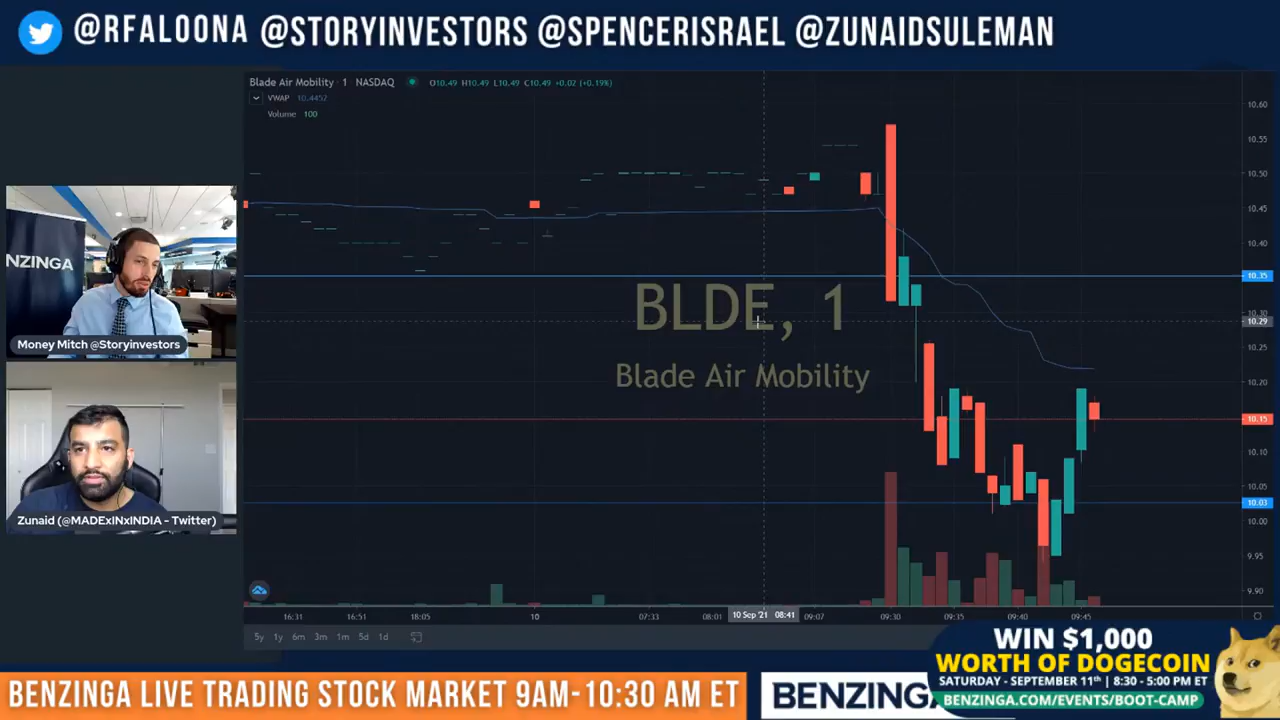 @RFALOONA @STORYINVESTORS @SPENCERISRAEL @ZUNAIDSULEMAN
Blade Air Mobility · 1 NASDAQ O10.49 H10.49 L10.49 C10.49 +0.02 (+0.19%)
VWAP 10.4452
Volume 100
10.60
10.55
10.50
10.45
10.40
10.35
10.30
10.29
10.25
10.20
10.15
10.10
10.05
10.03
10.00
9.95
9.90
BLDE, 1
Blade Air Mobility
NZINGA
Money Mitch @Storyinvestors
Zunaid (@MADExINxINDIA - Twitter)
16:31 16:51 18:05 10 07:33 08:01 10 Sep '21 08:41 09:07 09:30 09:35 09:40 09:45
5y 1y 6m 3m 1m 5d 1d
WIN $1,000
WORTH OF DOGECOIN
SATURDAY - SEPTEMBER 11th | 8:30 - 5:00 PM ET
BENZINGA.COM/EVENTS/BOOT-CAMP
BENZINGA LIVE TRADING STOCK MARKET 9AM-10:30 AM ET
BENZINGA